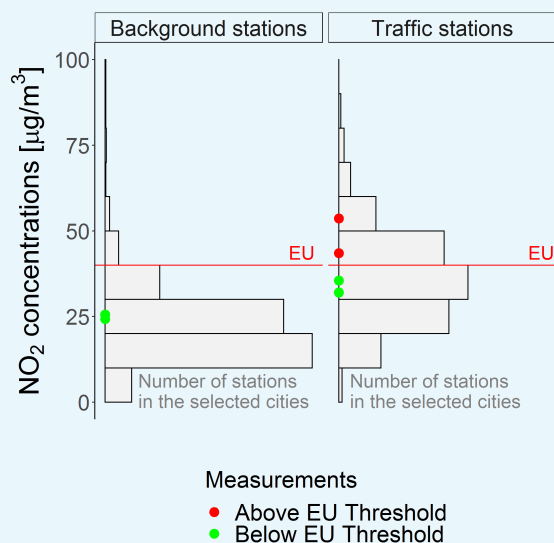 Background stations
Traffic stations
NO2 concentrations [µg/m3]
100
75
50
25
0
EU
EU
Number of stations
in the selected cities
Number of stations
in the selected cities
Measurements
Above EU Threshold
Below EU Threshold